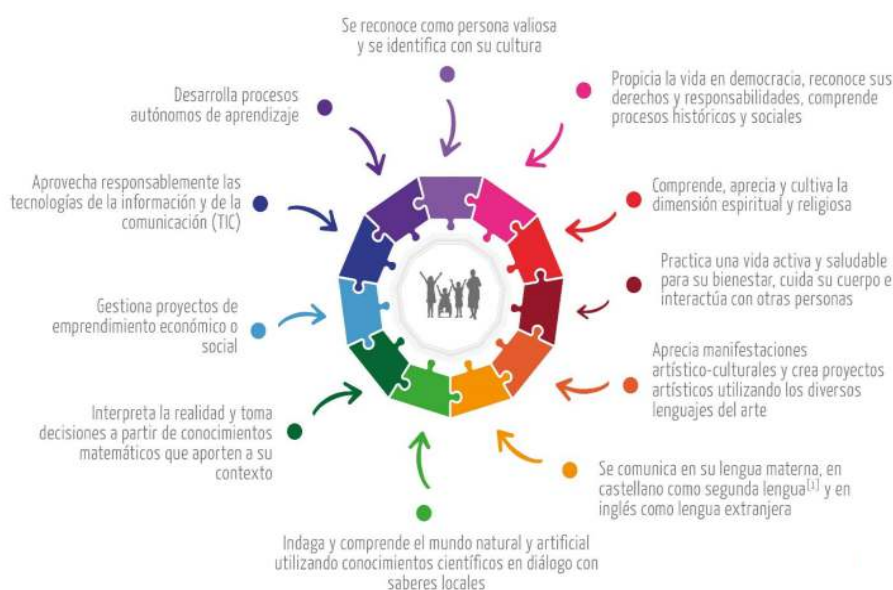 Se reconoce como persona valiosa
y se identifica con su cultura
Propicia la vida en democracia, reconoce sus
derechos y responsabilidades, comprende
procesos históricos y sociales
Comprende, aprecia y cultiva la
dimensión espiritual y religiosa
Practica una vida activa y saludable
para su bienestar, cuida su cuerpo e
interactúa con otras personas
Aprecia manifestaciones
artístico-culturales y crea proyectos
artísticos utilizando los diversos
lenguajes del arte
Se comunica en su lengua materna, en
castellano como segunda lengua[1] y en
inglés como lengua extranjera
Indaga y comprende el mundo natural y artificial
utilizando conocimientos científicos en diálogo con
saberes locales
Interpreta la realidad y toma
decisiones a partir de conocimientos
matemáticos que aporten a su
contexto
Gestiona proyectos de
emprendimiento económico o
social
Aprovecha responsablemente las
tecnologías de la información y de la
comunicación (TIC)
Desarrolla procesos
autónomos de aprendizaje